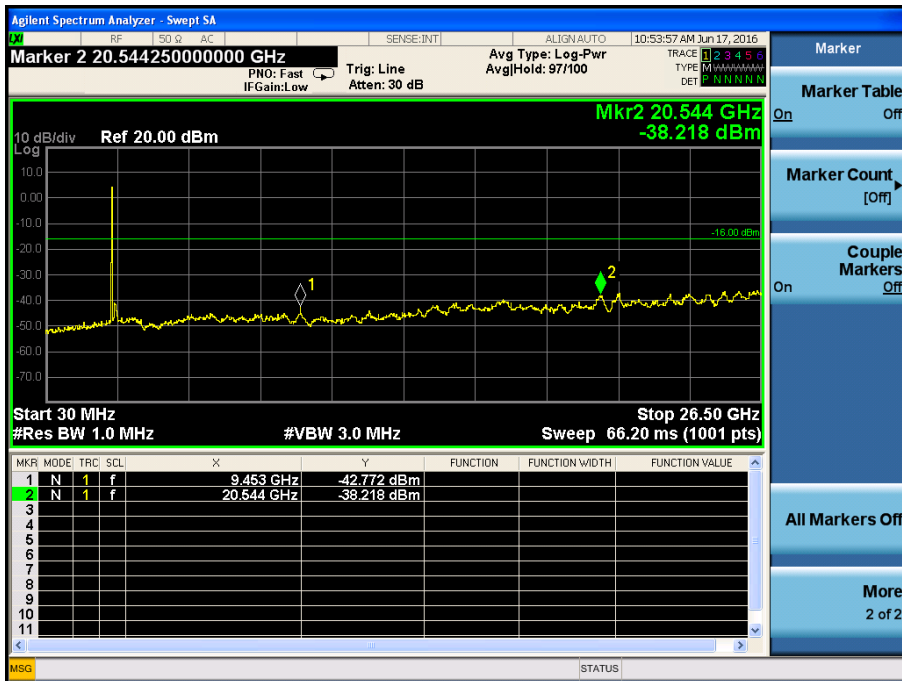 Agilent Spectrum Analyzer - Swept SA
LXI RF 50 Ω AC SENSE:INT ALIGNAUTO 10:53:57 AM Jun 17, 2016
Marker 2 20.544250000000 GHz
PNO: Fast
IFGain:Low
Trig: Line
Atten: 30 dB
Avg Type: Log-Pwr
Avg|Hold: 97/100
TRACE 1 2 3 4 5 6
TYPE MWWWWW
DET P N N N N N
Mkr2 20.544 GHz
-38.218 dBm
10 dB/div Ref 20.00 dBm
Log
10.0
0.00
-10.0
-20.0
-30.0
-40.0
-50.0
-60.0
-70.0
-16.00 dBm
1
2
Start 30 MHz Stop 26.50 GHz
#Res BW 1.0 MHz #VBW 3.0 MHz Sweep 66.20 ms (1001 pts)
MKR MODE TRC SCL X Y FUNCTION FUNCTION WIDTH FUNCTION VALUE
1 N 1 f 9.453 GHz -42.772 dBm
2 N 1 f 20.544 GHz -38.218 dBm
3
4
5
6
7
8
9
10
11
MSG STATUS
Marker
Marker Table
On Off
Marker Count
[Off]
Couple
Markers
On Off
All Markers Off
More
2 of 2